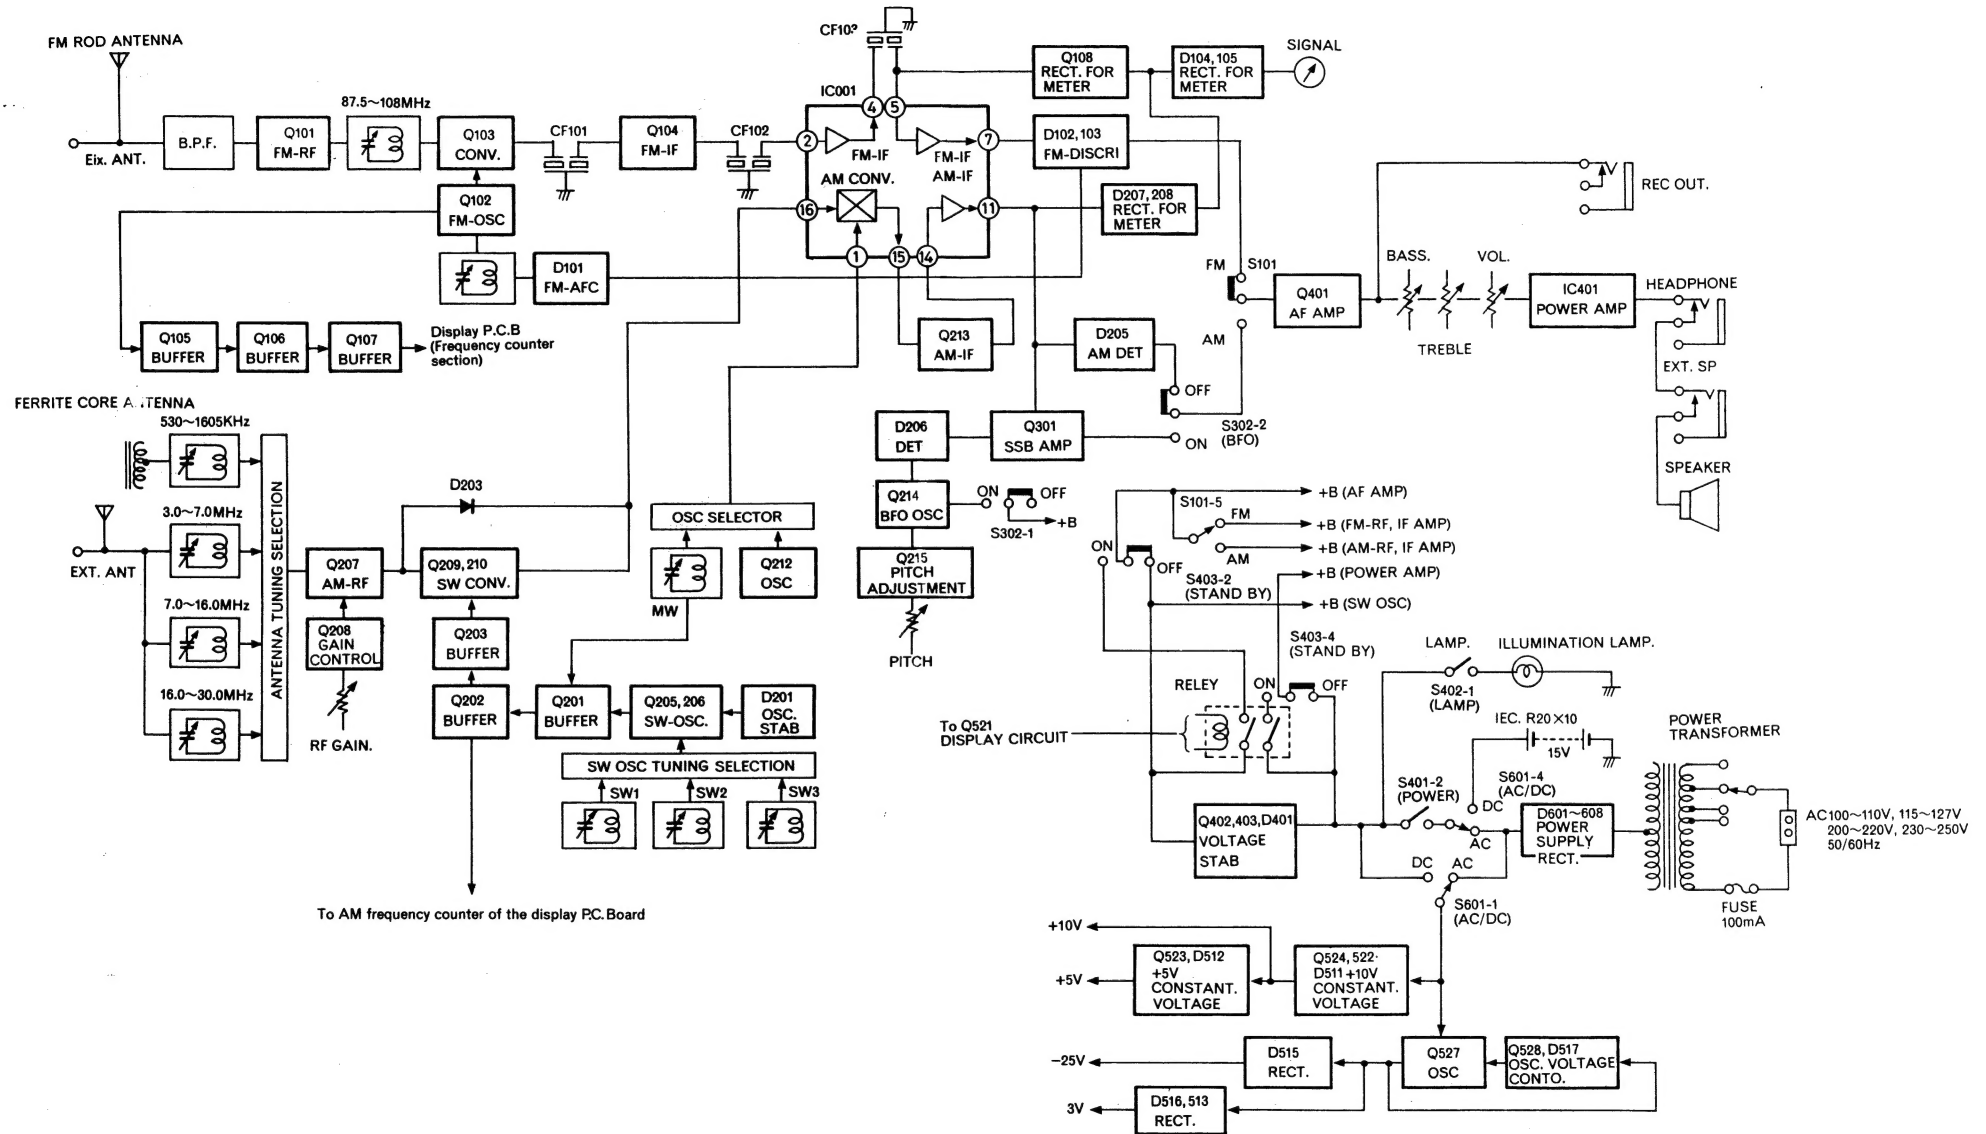 FM ROD ANTENNA
Eix. ANT.
B.P.F.
Q101
FM-RF
87.5~108MHz
Q103
CONV.
CF101
Q104
FM-IF
CF102
Q102
FM-OSC
D101
FM-AFC
Q105
BUFFER
Q106
BUFFER
Q107
BUFFER
Display P.C.B
(Frequency counter
section)
IC001
4
5
2
7
16
11
1
15
14
FM-IF
FM-IF
AM-IF
AM CONV.
Q108
RECT. FOR
METER
D104, 105
RECT. FOR
METER
SIGNAL
D102, 103
FM-DISCRI
D207, 208
RECT. FOR
METER
Q213
AM-IF
D205
AM DET
FM
S101
AM
OFF
ON
S302-2
(BFO)
D206
DET
Q301
SSB AMP
Q214
BFO OSC
ON
OFF
S302-1
+B
Q215
PITCH
ADJUSTMENT
PITCH
Q401
AF AMP
BASS.
TREBLE
VOL.
IC401
POWER AMP
REC OUT.
HEADPHONE
EXT. SP
SPEAKER
FERRITE CORE
530~1605KHz
3.0~7.0MHz
EXT. ANT
7.0~16.0MHz
16.0~30.0MHz
ANTENNA TUNING SELECTION
Q207
AM-RF
Q208
GAIN
CONTROL
RF GAIN.
D203
Q209, 210
SW CONV.
Q203
BUFFER
Q202
BUFFER
Q201
BUFFER
Q205, 206
SW-OSC.
D201
OSC.
STAB
OSC SELECTOR
MW
Q212
OSC
SW OSC TUNING SELECTION
SW1
SW2
SW3
To AM frequency counter of the display P.C. Board
S101-5
FM
AM
+B (AF AMP)
+B (FM-RF, IF AMP)
+B (AM-RF, IF AMP)
+B (POWER AMP)
+B (SW OSC)
ON
OFF
S403-2
(STAND BY)
S403-4
(STAND BY)
ON
OFF
RELEY
To Q521
DISPLAY CIRCUIT
LAMP.
S402-1
(LAMP)
ILLUMINATION LAMP.
IEC. R20×10
15V
S401-2
(POWER)
S601-4
(AC/DC)
DC
AC
Q402, 403, D401
VOLTAGE
STAB
D601~608
POWER
SUPPLY
RECT.
POWER
TRANSFORMER
AC100~110V, 115~127V
200~220V, 230~250V
50/60Hz
FUSE
100mA
DC
AC
S601-1
(AC/DC)
+10V
+5V
Q523, D512
+5V
CONSTANT.
VOLTAGE
Q524, 522
D511 +10V
CONSTANT.
VOLTAGE
-25V
D515
RECT.
Q527
OSC
Q528, D517
OSC. VOLTAGE
CONTO.
3V
D516, 513
RECT.